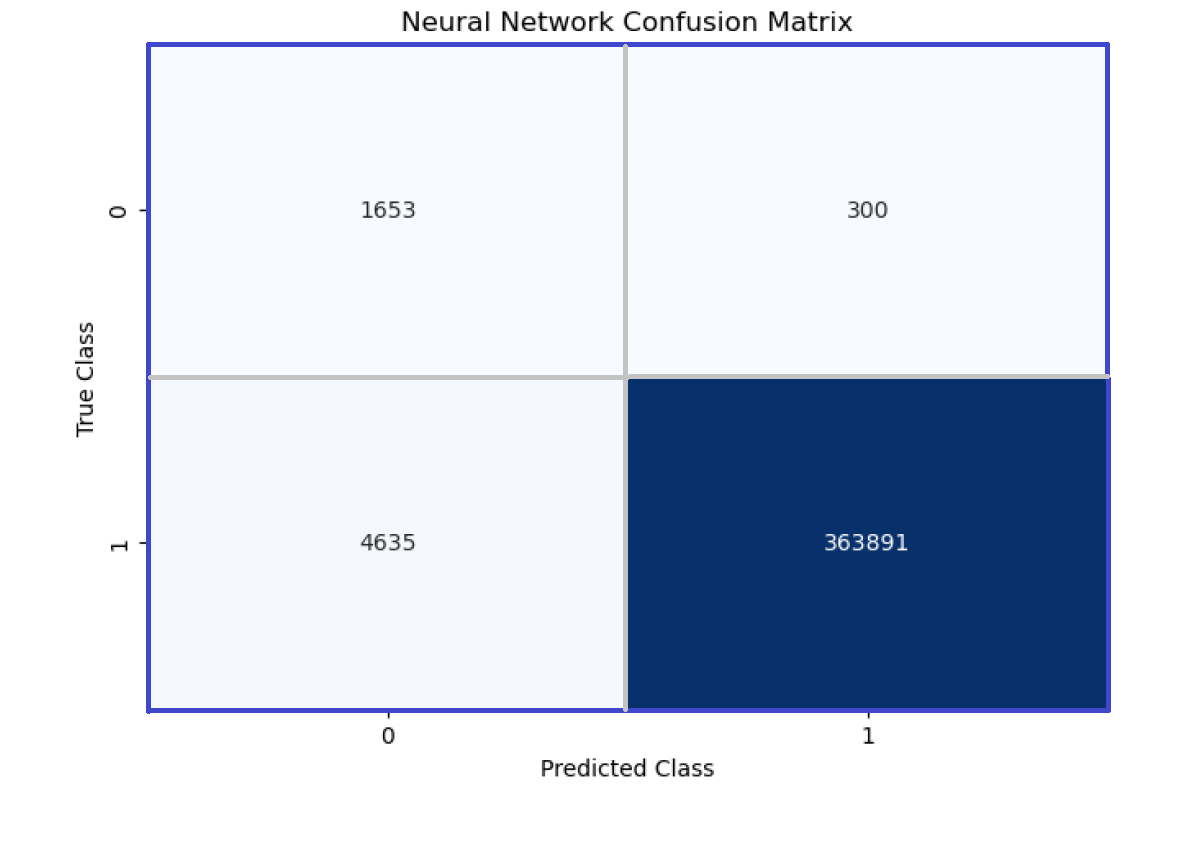 Neural Network Confusion Matrix
0
1653
300
True Class
1
4635
363891
0
1
Predicted Class